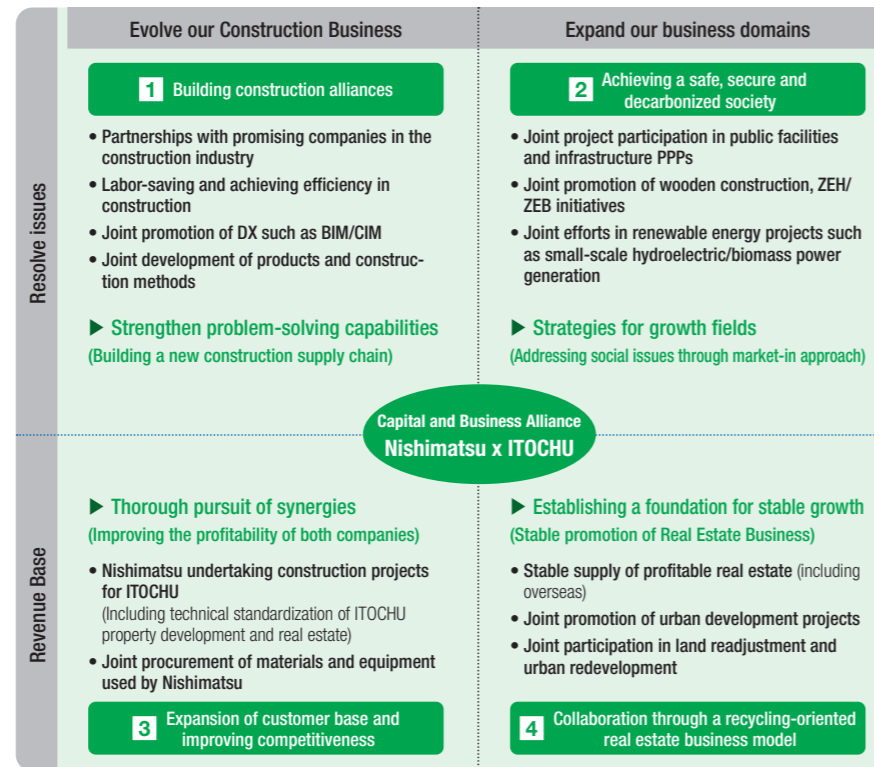 Evolve our Construction Business
Expand our business domains
Resolve issues
1 Building construction alliances
• Partnerships with promising companies in the
construction industry
• Labor-saving and achieving efficiency in
construction
• Joint promotion of DX such as BIM/CIM
• Joint development of products and construc-
tion methods
▶ Strengthen problem-solving capabilities
(Building a new construction supply chain)
2 Achieving a safe, secure and
decarbonized society
• Joint project participation in public facilities
and infrastructure PPPs
• Joint promotion of wooden construction, ZEH/
ZEB initiatives
• Joint efforts in renewable energy projects such
as small-scale hydroelectric/biomass power
generation
▶ Strategies for growth fields
(Addressing social issues through market-in approach)
Capital and Business Alliance
Nishimatsu x ITOCHU
Revenue Base
▶ Thorough pursuit of synergies
(Improving the profitability of both companies)
• Nishimatsu undertaking construction projects
for ITOCHU
(Including technical standardization of ITOCHU
property development and real estate)
• Joint procurement of materials and equipment
used by Nishimatsu
3 Expansion of customer base and
improving competitiveness
▶ Establishing a foundation for stable growth
(Stable promotion of Real Estate Business)
• Stable supply of profitable real estate (including
overseas)
• Joint promotion of urban development projects
• Joint participation in land readjustment and
urban redevelopment
4 Collaboration through a recycling-oriented
real estate business model